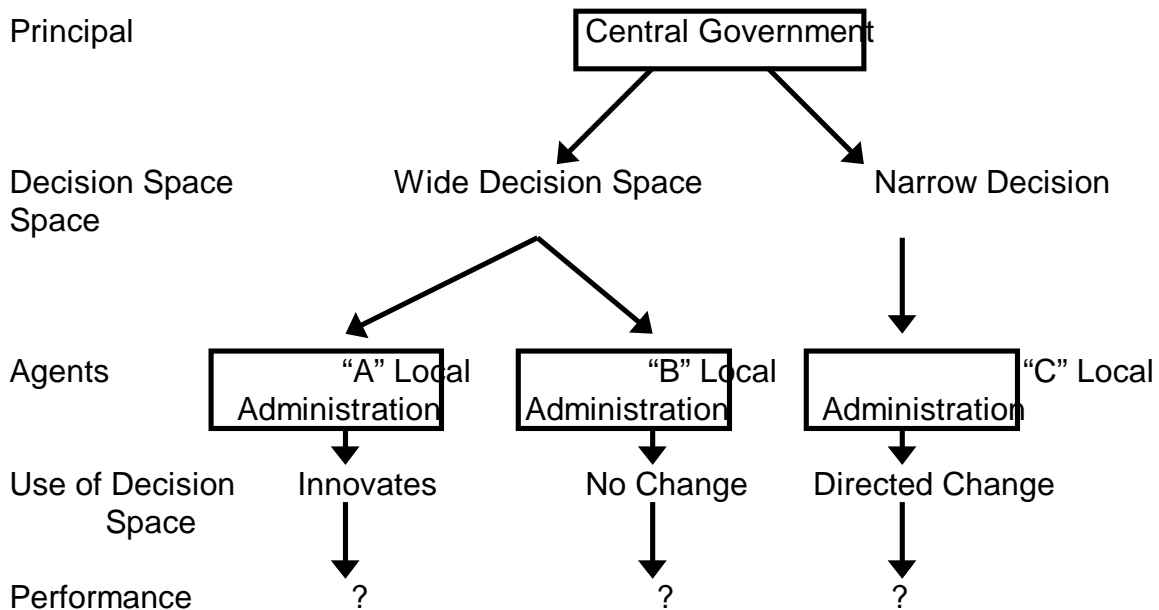 Principal Central Government
Decision Space Wide Decision Space Narrow Decision
Space
Agents “A” Local “B” Local “C” Local
Administration Administration Administration
Use of Decision Innovates No Change Directed Change
Space
Performance ? ? ?